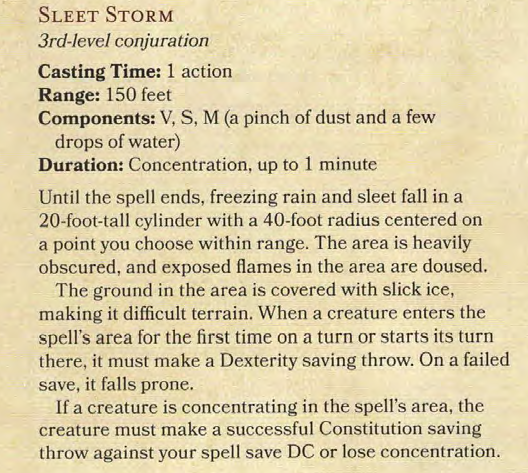 SLEET STORM
3rd-level conjuration
Casting Time: 1 action
Range: 150 feet
Components: V, S, M (a pinch of dust and a few
drops of water)
Duration: Concentration, up to 1 minute
Until the spell ends, freezing rain and sleet fall in a
20-foot-tall cylinder with a 40-foot radius centered on
a point you choose within range. The area is heavily
obscured, and exposed flames in the area are doused.
The ground in the area is covered with slick ice,
making it difficult terrain. When a creature enters the
spell's area for the first time on a turn or starts its turn
there, it must make a Dexterity saving throw. On a failed
save, it falls prone.
If a creature is concentrating in the spell's area, the
creature must make a successful Constitution saving
throw against your spell save DC or lose concentration.